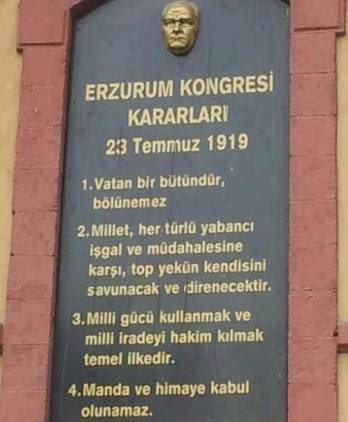 ERZURUM KONGRESİ
KARARLARI
23 Temmuz 1919
1.Vatan bir bütündür,
bölünemez
2.Millet, her türlü yabancı
işgal ve müdahalesine
karşı, top yekün kendisini
savunacak ve direnecektir.
3.Milli gücü kullanmak ve
milli iradeyi hakim kılmak
temel ilkedir.
4.Manda ve himaye kabul
olunamaz.